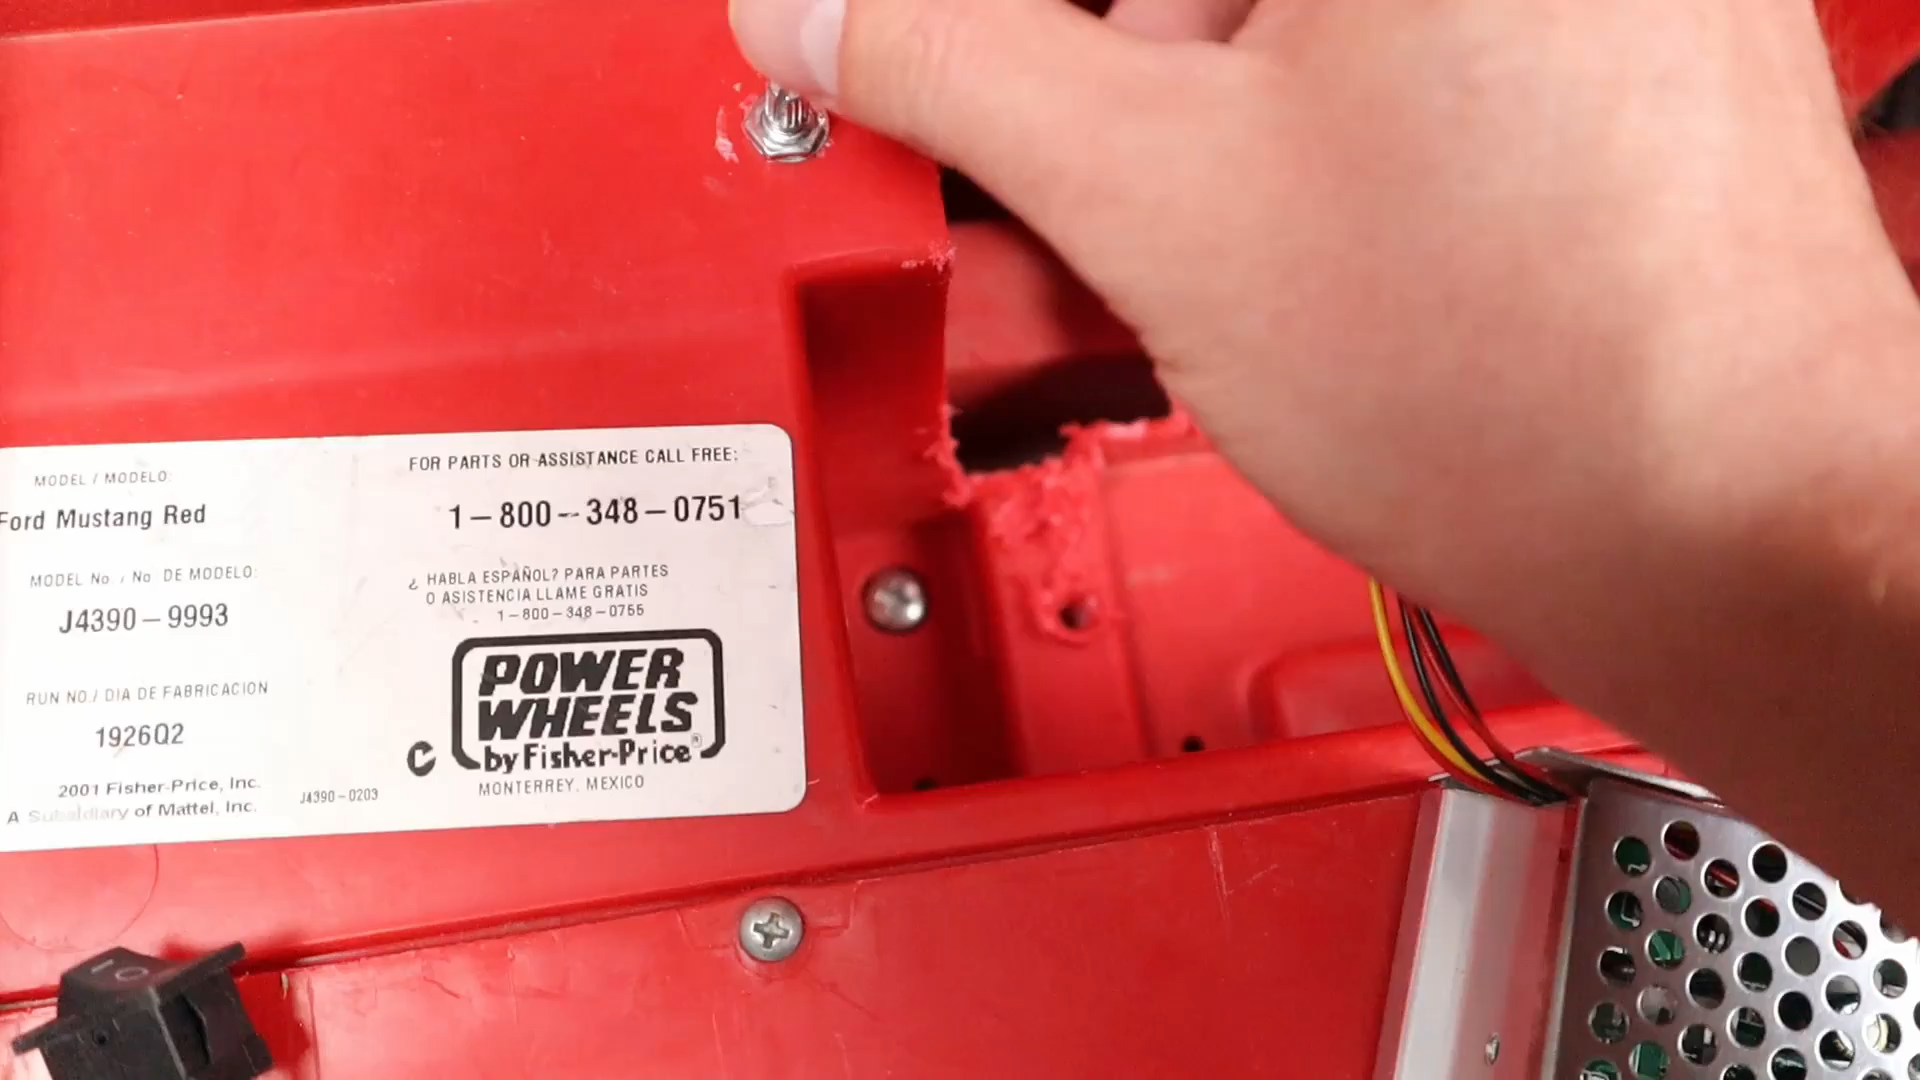 MODEL / MODELO:
Ford Mustang Red
MODEL No. / No. DE MODELO:
J4390-9993
RUN NO./ DIA DE FABRICACION
1926Q2
2001 Fisher-Price, Inc.
A Subsidiary of Mattel, Inc.
J4390-0203
FOR PARTS OR ASSISTANCE CALL FREE:
1-800-348-0751
¿ HABLA ESPAÑOL? PARA PARTES
O ASISTENCIA LLAME GRATIS
1-800-348-0755
POWER
WHEELS
by Fisher-Price®
C
MONTERREY, MEXICO